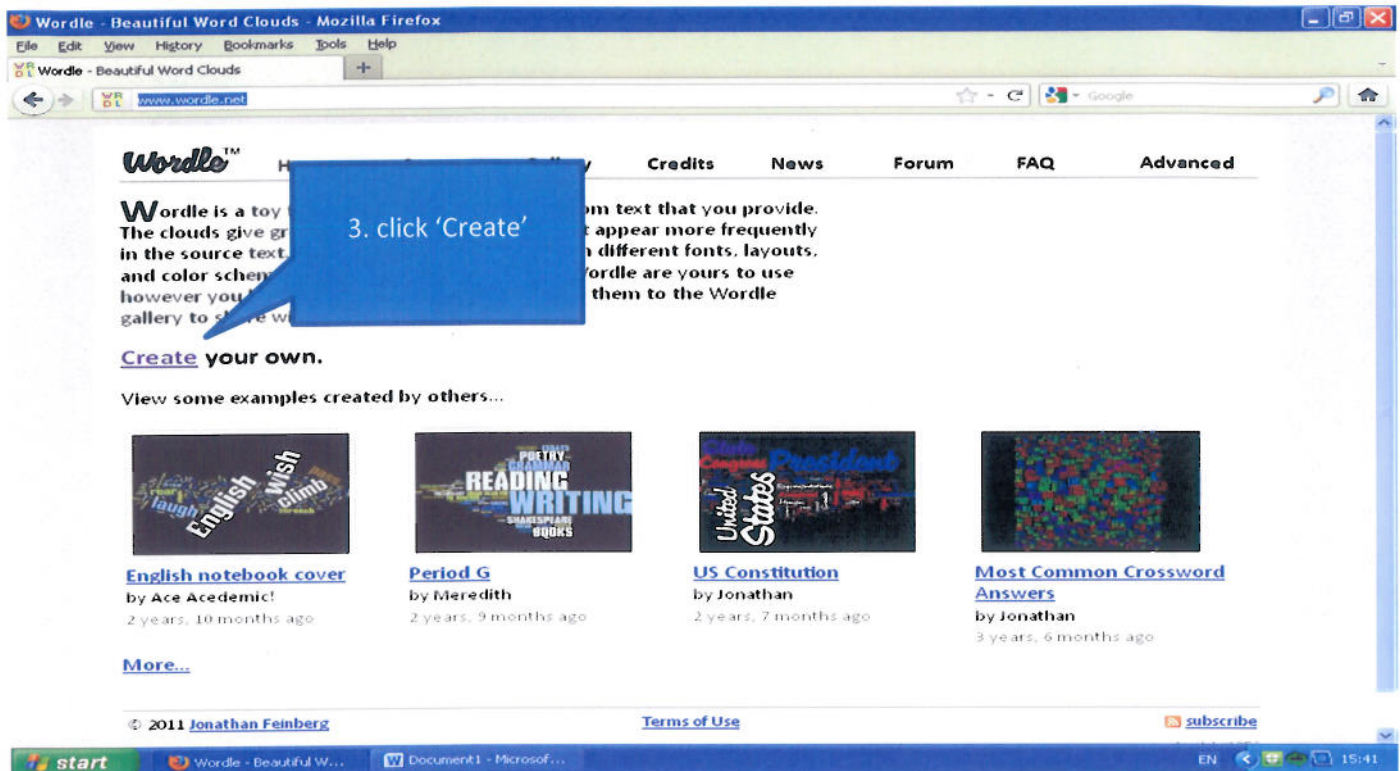 Wordle - Beautiful Word Clouds - Mozilla Firefox
File Edit View History Bookmarks Tools Help
Wordle - Beautiful Word Clouds
www.wordle.net
Google
Wordle™ Credits News Forum FAQ Advanced
Wordle is a toy text that you provide.
The clouds give appear more frequently
in the source text. different fonts, layouts,
and color are yours to use
however you them to the Wordle
gallery to
3. click 'Create'
Create your own.
View some examples created by others...
laugh English wish climb
POETRY
GRAMMAR
READING
WRITING
SHAKESPEARE
BOOKS
State
Congress President
United States
English notebook cover
by Ace Acedemic!
2 years, 10 months ago
Period G
by Meredith
2 years, 9 months ago
US Constitution
by Jonathan
2 years, 7 months ago
Most Common Crossword
Answers
by Jonathan
3 years, 6 months ago
More...
© 2011 Jonathan Feinberg Terms of Use subscribe
start Wordle - Beautiful W... Document1 - Microsof... EN 15:41